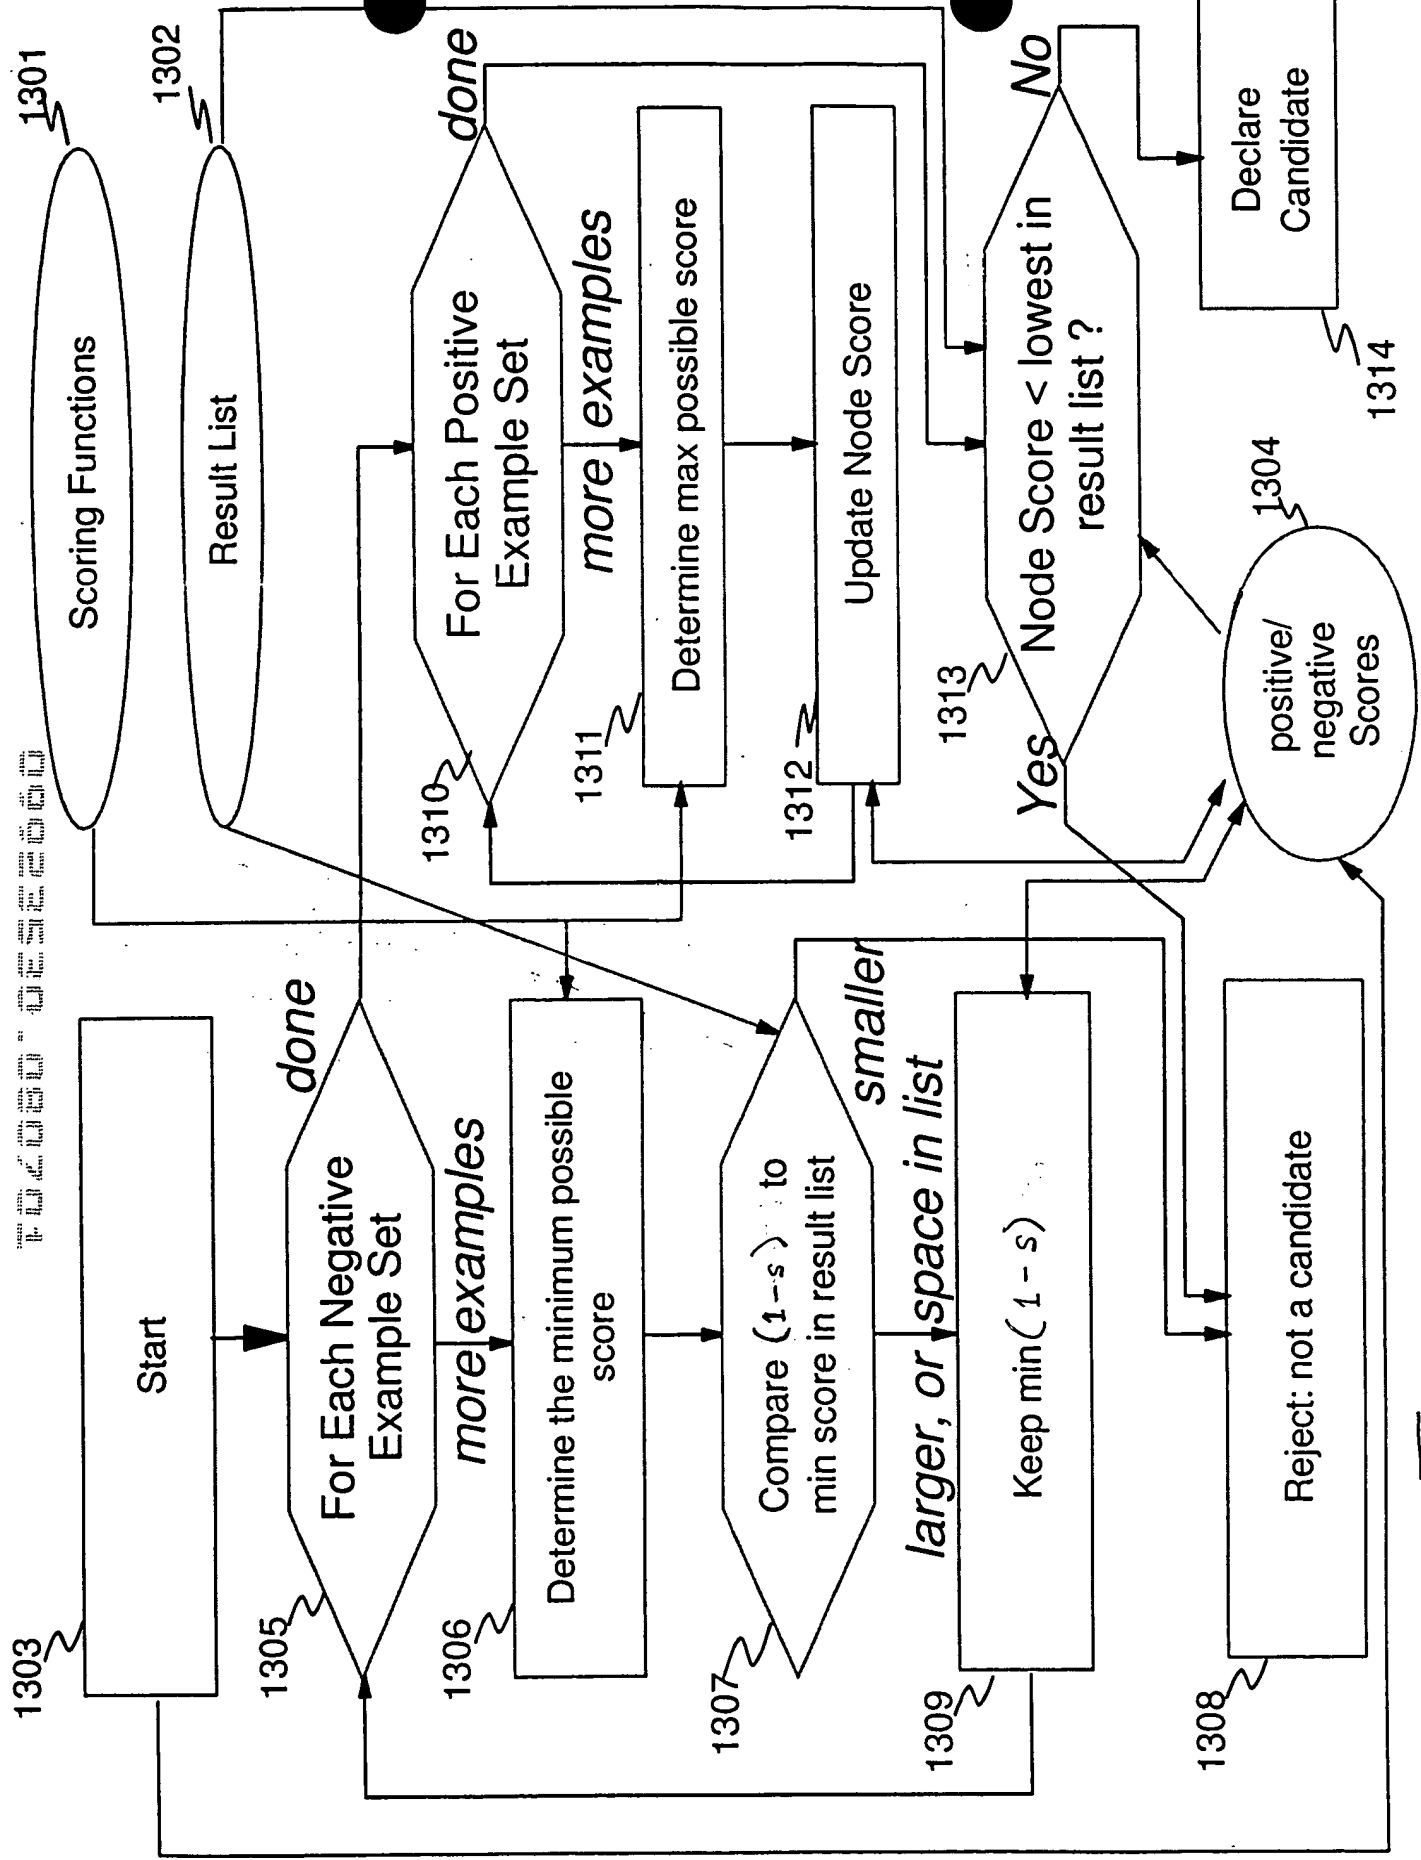 1301
Scoring Functions
1302
Result List
1303
Start
1305
For Each Negative
Example Set
done
more examples
1306
Determine the minimum possible
score
1307
Compare (1-s) to
min score in result list
smaller
larger, or space in list
1309
Keep min(1-s)
1308
Reject: not a candidate
1310
For Each Positive
Example Set
done
more examples
1311
Determine max possible score
1312
Update Node Score
1313
Node Score < lowest in
result list ?
Yes
No
1304
positive/
negative
Scores
1314
Declare
Candidate